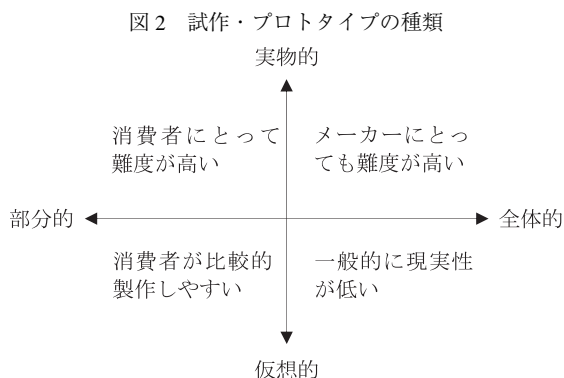 図2　試作・プロトタイプの種類
実物的
消費者にとって
難度が高い
メーカーにとっ
ても難度が高い
部分的
全体的
消費者が比較的
製作しやすい
一般的に現実性
が低い
仮想的